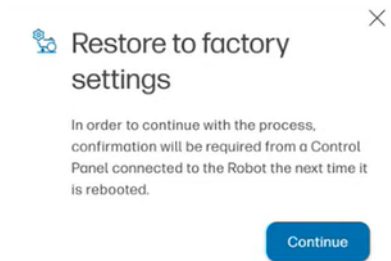 Restore to factory
settings
In order to continue with the process,
confirmation will be required from a Control
Panel connected to the Robot the next time it
is rebooted.
Continue